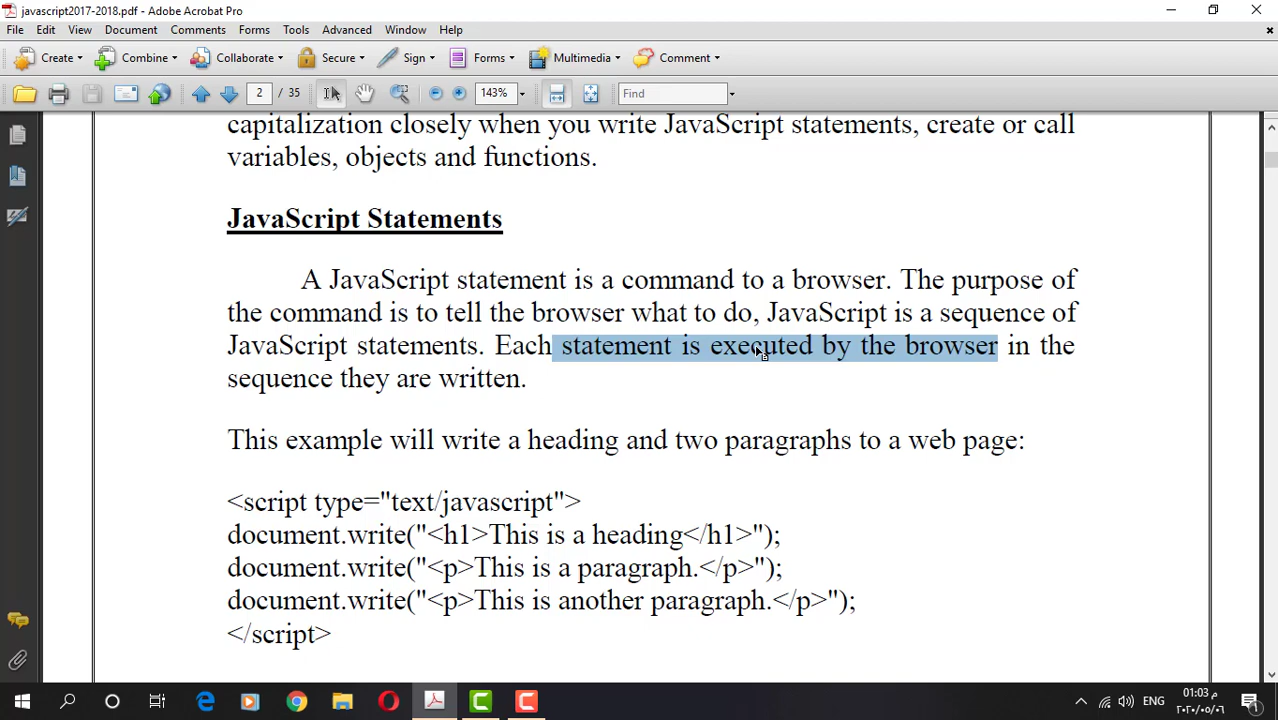 javascript2017-2018.pdf - Adobe Acrobat Pro
File Edit View Document Comments Forms Tools Advanced Window Help
Create Combine Collaborate Secure Sign Forms Multimedia Comment
2 / 35 143% Find
capitalization closely when you write JavaScript statements, create or call
variables, objects and functions.
JavaScript Statements
A JavaScript statement is a command to a browser. The purpose of
the command is to tell the browser what to do, JavaScript is a sequence of
JavaScript statements. Each statement is executed by the browser in the
sequence they are written.
This example will write a heading and two paragraphs to a web page:
<script type="text/javascript">
document.write("<h1>This is a heading</h1>");
document.write("<p>This is a paragraph.</p>");
document.write("<p>This is another paragraph.</p>");
</script>
ENG
01:03 م
٢٠٢٠/٠٥/٠٦